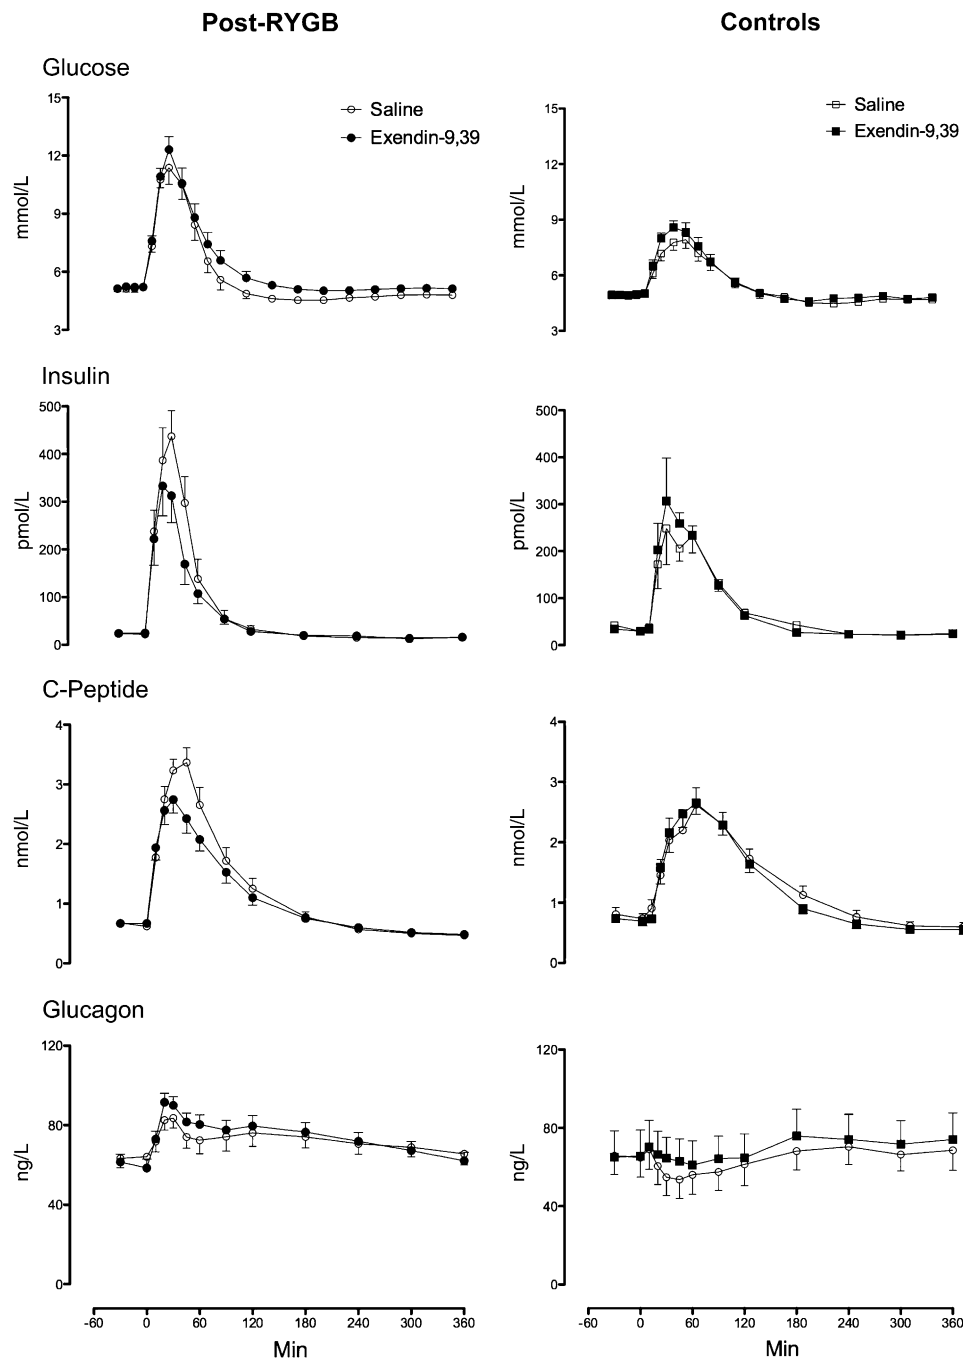 Post-RYGB
Controls
Glucose
15
12
9
6
3
mmol/L
Saline
Exendin-9,39
15
12
9
6
3
mmol/L
Saline
Exendin-9,39
Insulin
500
400
300
200
100
0
pmol/L
500
400
300
200
100
0
pmol/L
C-Peptide
4
3
2
1
0
nmol/L
4
3
2
1
0
nmol/L
Glucagon
120
80
40
0
ng/L
120
80
40
0
ng/L
-60 0 60 120 180 240 300 360
Min
-60 0 60 120 180 240 300 360
Min